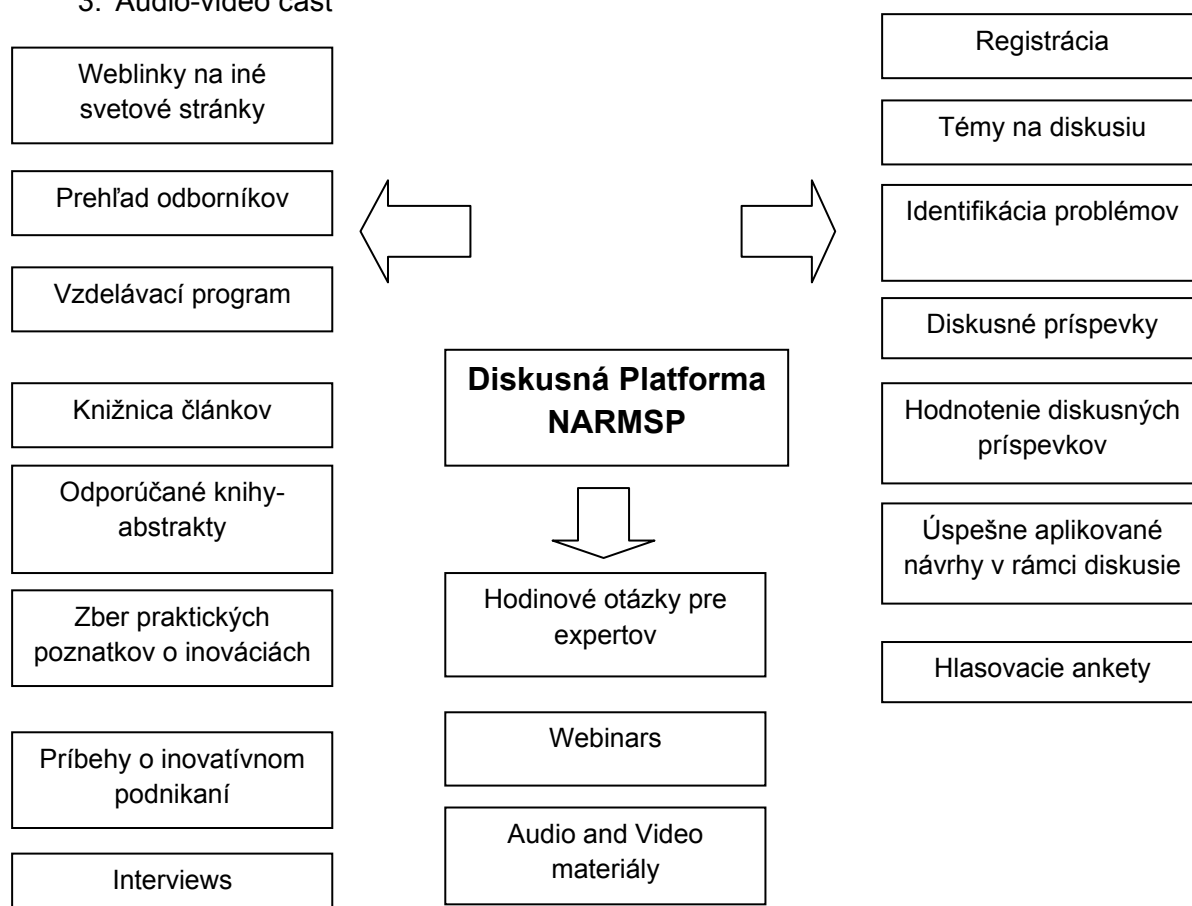 3. Audio-video časť
Weblinky na iné
svetové stránky
Prehľad odborníkov
Vzdelávací program
Knižnica článkov
Odporúčané knihy-
abstrakty
Zber praktických
poznatkov o inováciách
Príbehy o inovatívnom
podnikaní
Interviews
Diskusná Platforma
NARMSP
Hodinové otázky pre
expertov
Webinars
Audio and Video
materiály
Registrácia
Témy na diskusiu
Identifikácia problémov
Diskusné príspevky
Hodnotenie diskusných
príspevkov
Úspešne aplikované
návrhy v rámci diskusie
Hlasovacie ankety